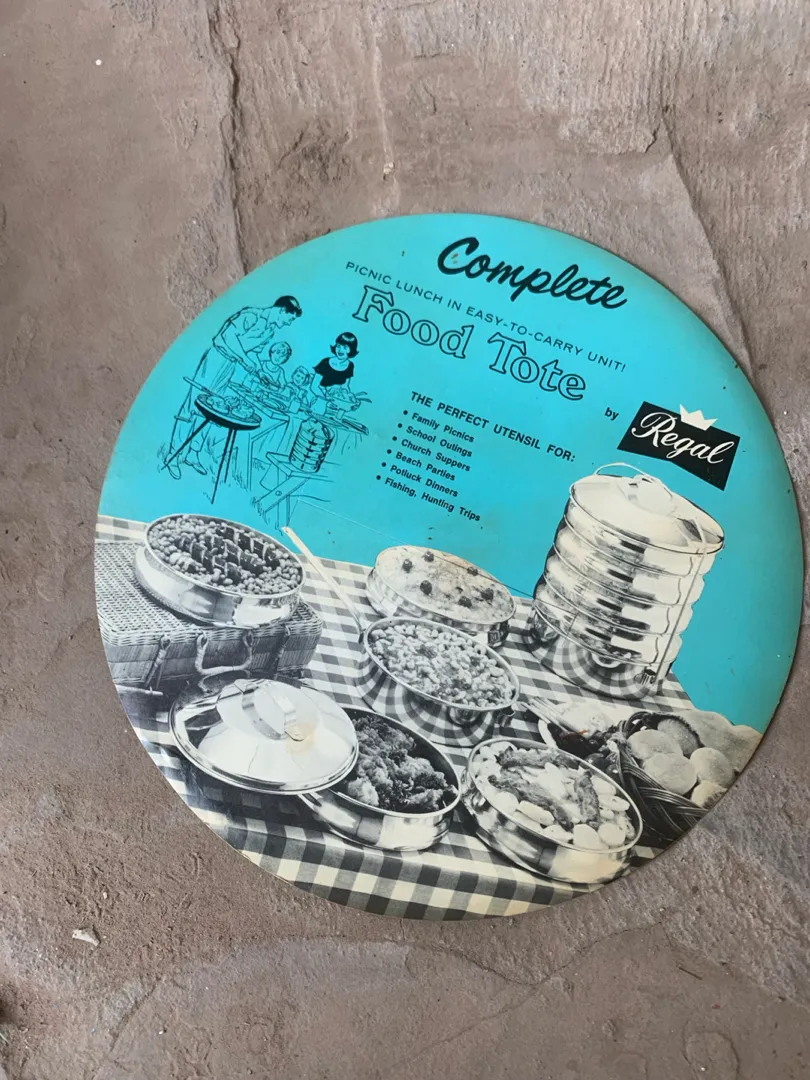 Complete
PICNIC LUNCH IN EASY-TO-CARRY UNIT!
Food Tote
by Regal
THE PERFECT UTENSIL FOR:
• Family Picnics
• School Outings
• Church Suppers
• Beach Parties
• Potluck Dinners
• Fishing, Hunting Trips